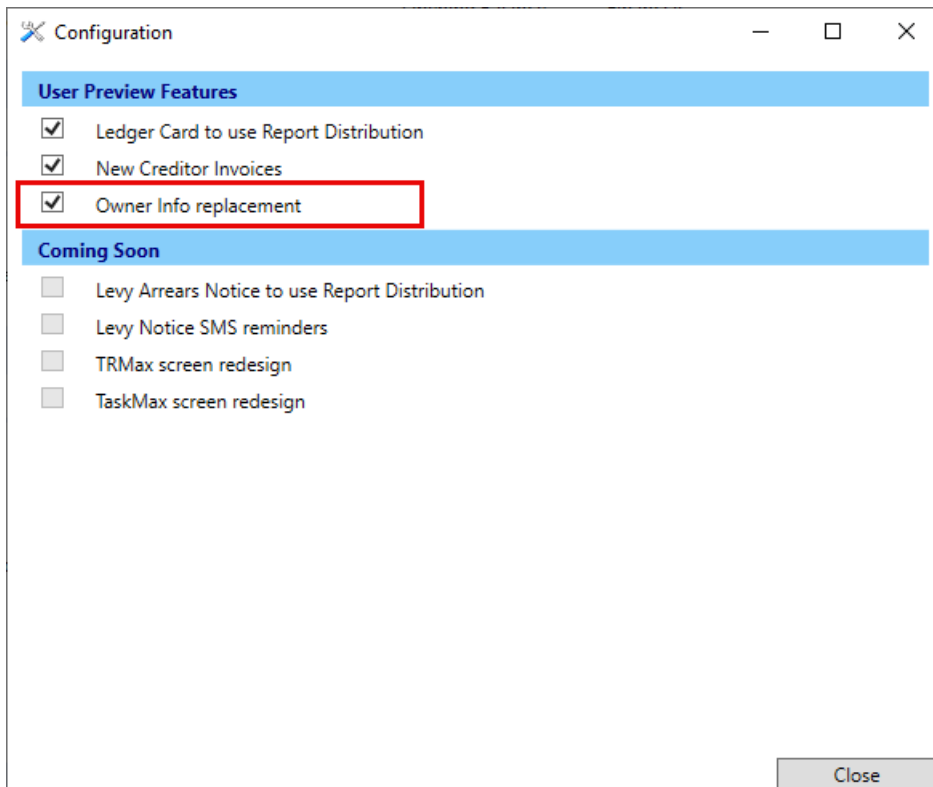 Configuration
User Preview Features
Ledger Card to use Report Distribution
New Creditor Invoices
Owner Info replacement
Coming Soon
Levy Arrears Notice to use Report Distribution
Levy Notice SMS reminders
TRMax screen redesign
TaskMax screen redesign
Close